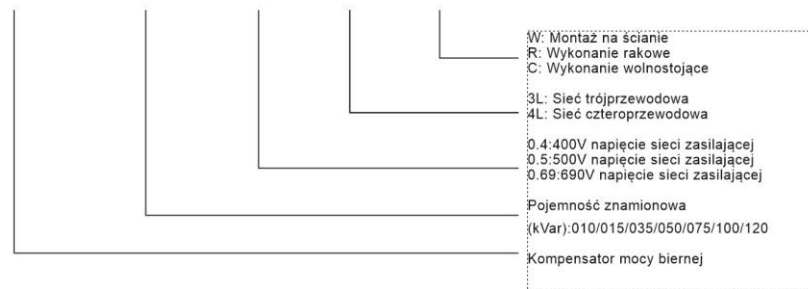 W: Montaż na ścianie
R: Wykonanie rakowe
C: Wykonanie wolnostojące
3L: Sieć trójprzewodowa
4L: Sieć czteroprzewodowa
0.4:400V napięcie sieci zasilającej
0.5:500V napięcie sieci zasilającej
0.69:690V napięcie sieci zasilającej
Pojemność znamionowa
(kVar):010/015/035/050/075/100/120
Kompensator mocy biernej